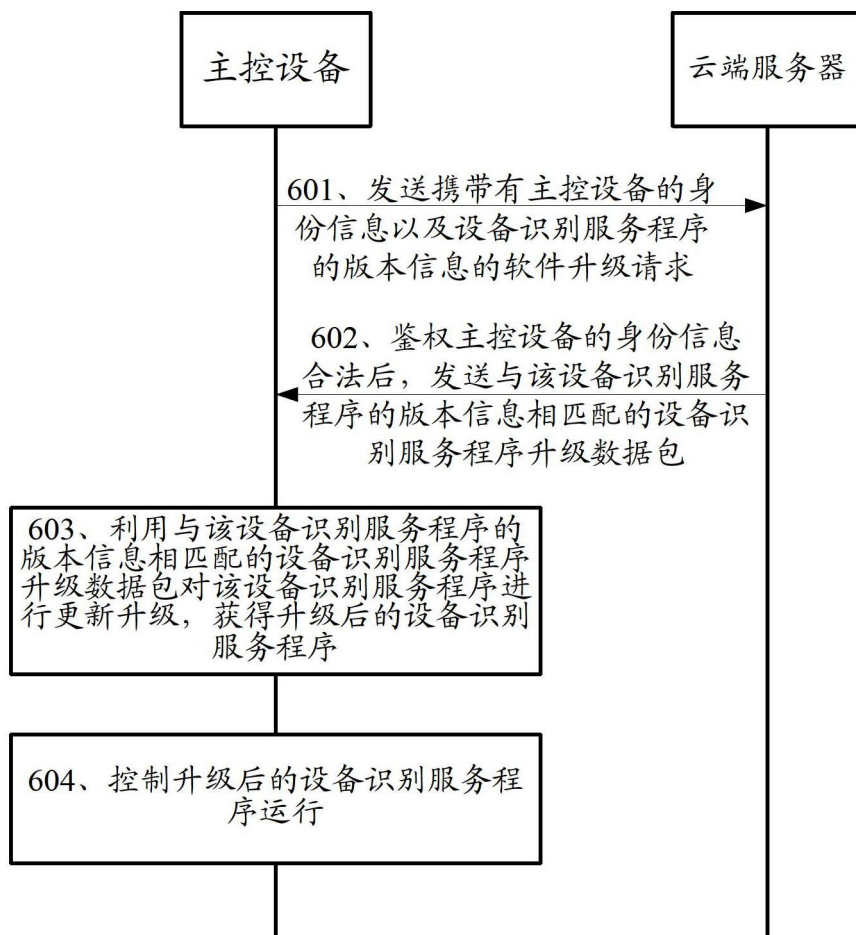 主控设备
云端服务器
601、发送携带有主控设备的身
份信息以及设备识别服务程序
的版本信息的软件升级请求
602、鉴权主控设备的身份信息
合法后，发送与该设备识别服务
程序的版本信息相匹配的设备识
别服务程序升级数据包
603、利用与该设备识别服务程序的
版本信息相匹配的设备识别服务程序
升级数据包对该设备识别服务程序进
行更新升级，获得升级后的设备识别
服务程序
604、控制升级后的设备识别服务程
序运行